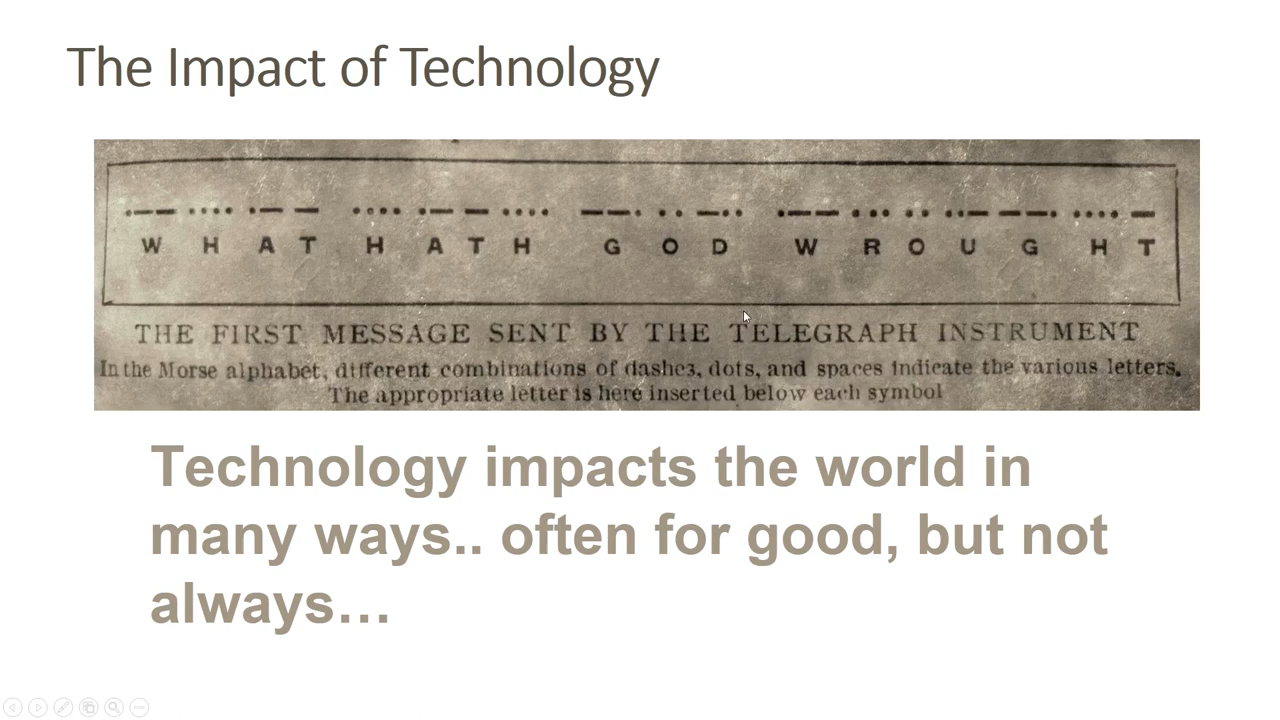 The Impact of Technology
W H A T H A T H G O D W R O U G H T
THE FIRST MESSAGE SENT BY THE TELEGRAPH INSTRUMENT
In the Morse alphabet, different combinations of dashes, dots, and spaces indicate the various letters.
The appropriate letter is here inserted below each symbol
Technology impacts the world in
many ways.. often for good, but not
always…